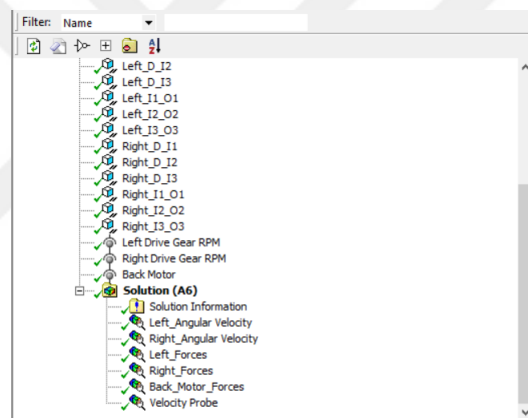 Filter: Name
Left_D_I2
Left_D_I3
Left_I1_O1
Left_I2_O2
Left_I3_O3
Right_D_I1
Right_D_I2
Right_D_I3
Right_I1_O1
Right_I2_O2
Right_I3_O3
Left Drive Gear RPM
Right Drive Gear RPM
Back Motor
Solution (A6)
Solution Information
Left_Angular Velocity
Right_Angular Velocity
Left_Forces
Right_Forces
Back_Motor_Forces
Velocity Probe